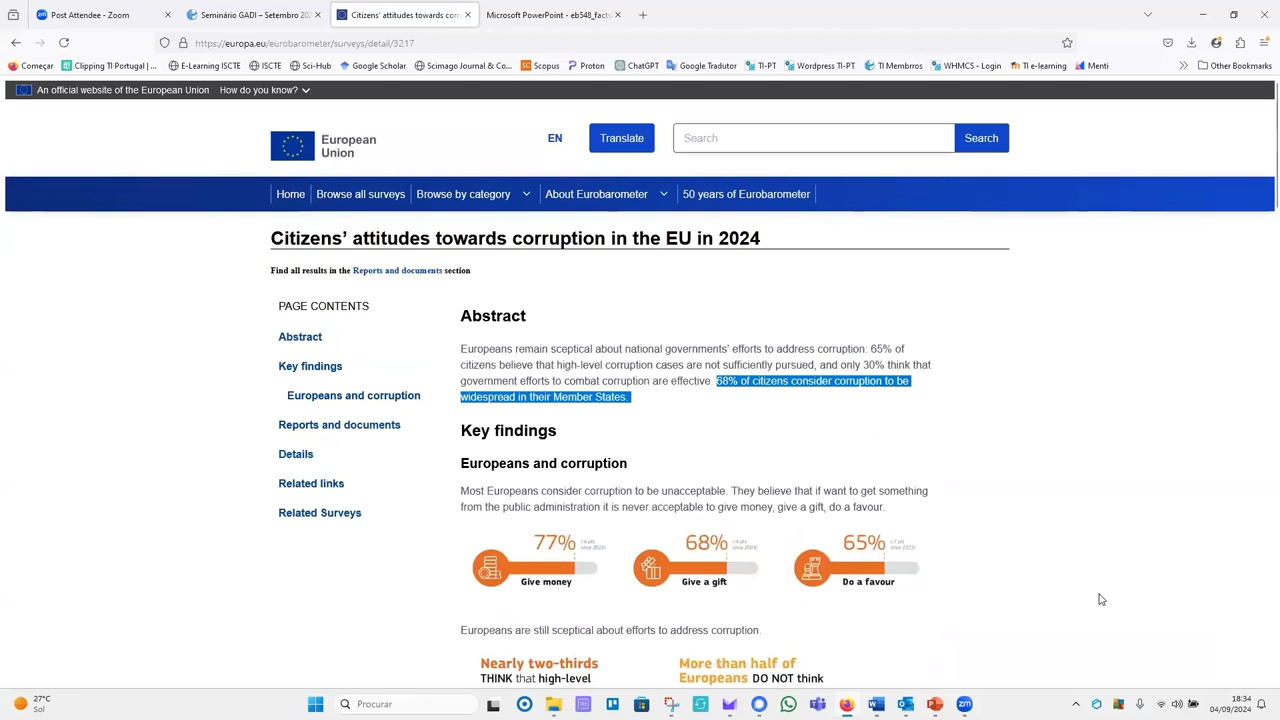 Post Attendee - Zoom
Seminário GADI – Setembro 202
Citizens' attitudes towards corr
Microsoft PowerPoint - eb548_facts
https://europa.eu/eurobarometer/surveys/detail/3217
Começar
Clipping TI Portugal |...
E-Learning ISCTE
ISCTE
Sci-Hub
Google Scholar
Scimago Journal & Co...
Scopus
Proton
ChatGPT
Google Tradutor
TI-PT
Wordpress TI-PT
TI Membrros
WHMCS - Login
TI e-learning
Menti
Other Bookmarks
An official website of the European Union
How do you know?
European
Union
EN
Translate
Search
Search
Home
Browse all surveys
Browse by category
About Eurobarometer
50 years of Eurobarometer
Citizens' attitudes towards corruption in the EU in 2024
Find all results in the Reports and documents section
PAGE CONTENTS
Abstract
Key findings
Europeans and corruption
Reports and documents
Details
Related links
Related Surveys
Abstract
Europeans remain sceptical about national governments' efforts to address corruption: 65% of
citizens believe that high-level corruption cases are not sufficiently pursued, and only 30% think that
government efforts to combat corruption are effective. 68% of citizens consider corruption to be
widespread in their Member States.
Key findings
Europeans and corruption
Most Europeans consider corruption to be unacceptable. They believe that if want to get something
from the public administration it is never acceptable to give money, give a gift, do a favour.
77%
Give money
68%
Give a gift
65%
Do a favour
Europeans are still sceptical about efforts to address corruption.
Nearly two-thirds
THINK that high-level
More than half of
Europeans DO NOT think
27°C
Sol
Procurar
18:34
04/09/2024